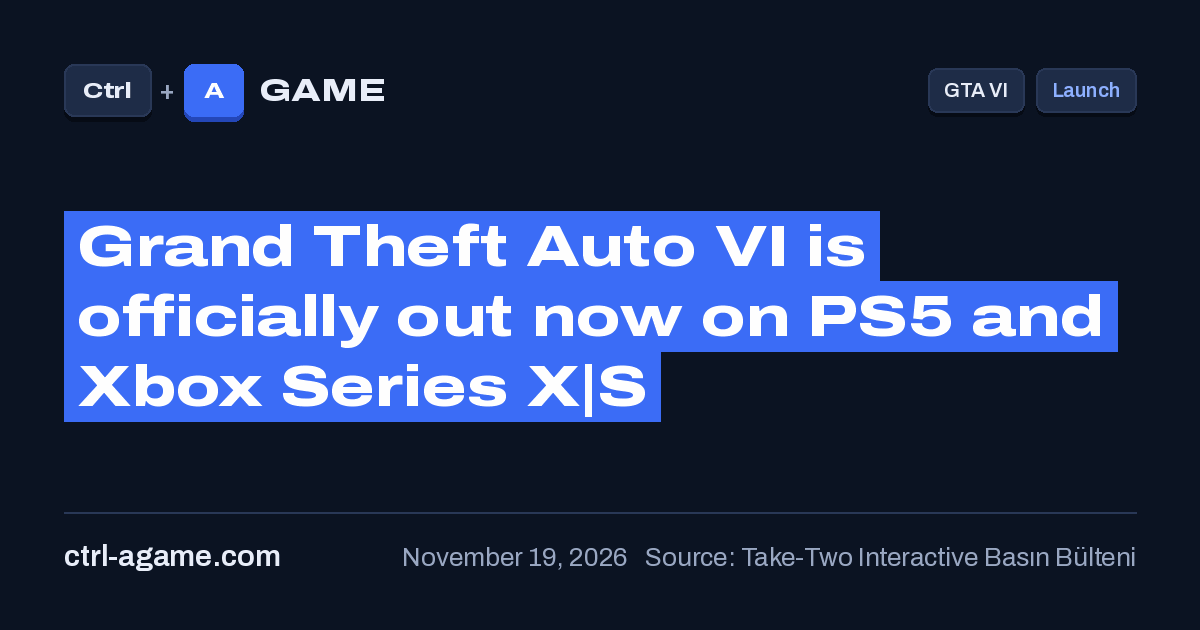 Ctrl + A GAME
GTA VI Launch
Grand Theft Auto VI is
officially out now on PS5 and
Xbox Series X|S
ctrl-agame.com
November 19, 2026 Source: Take-Two Interactive Basın Bülteni